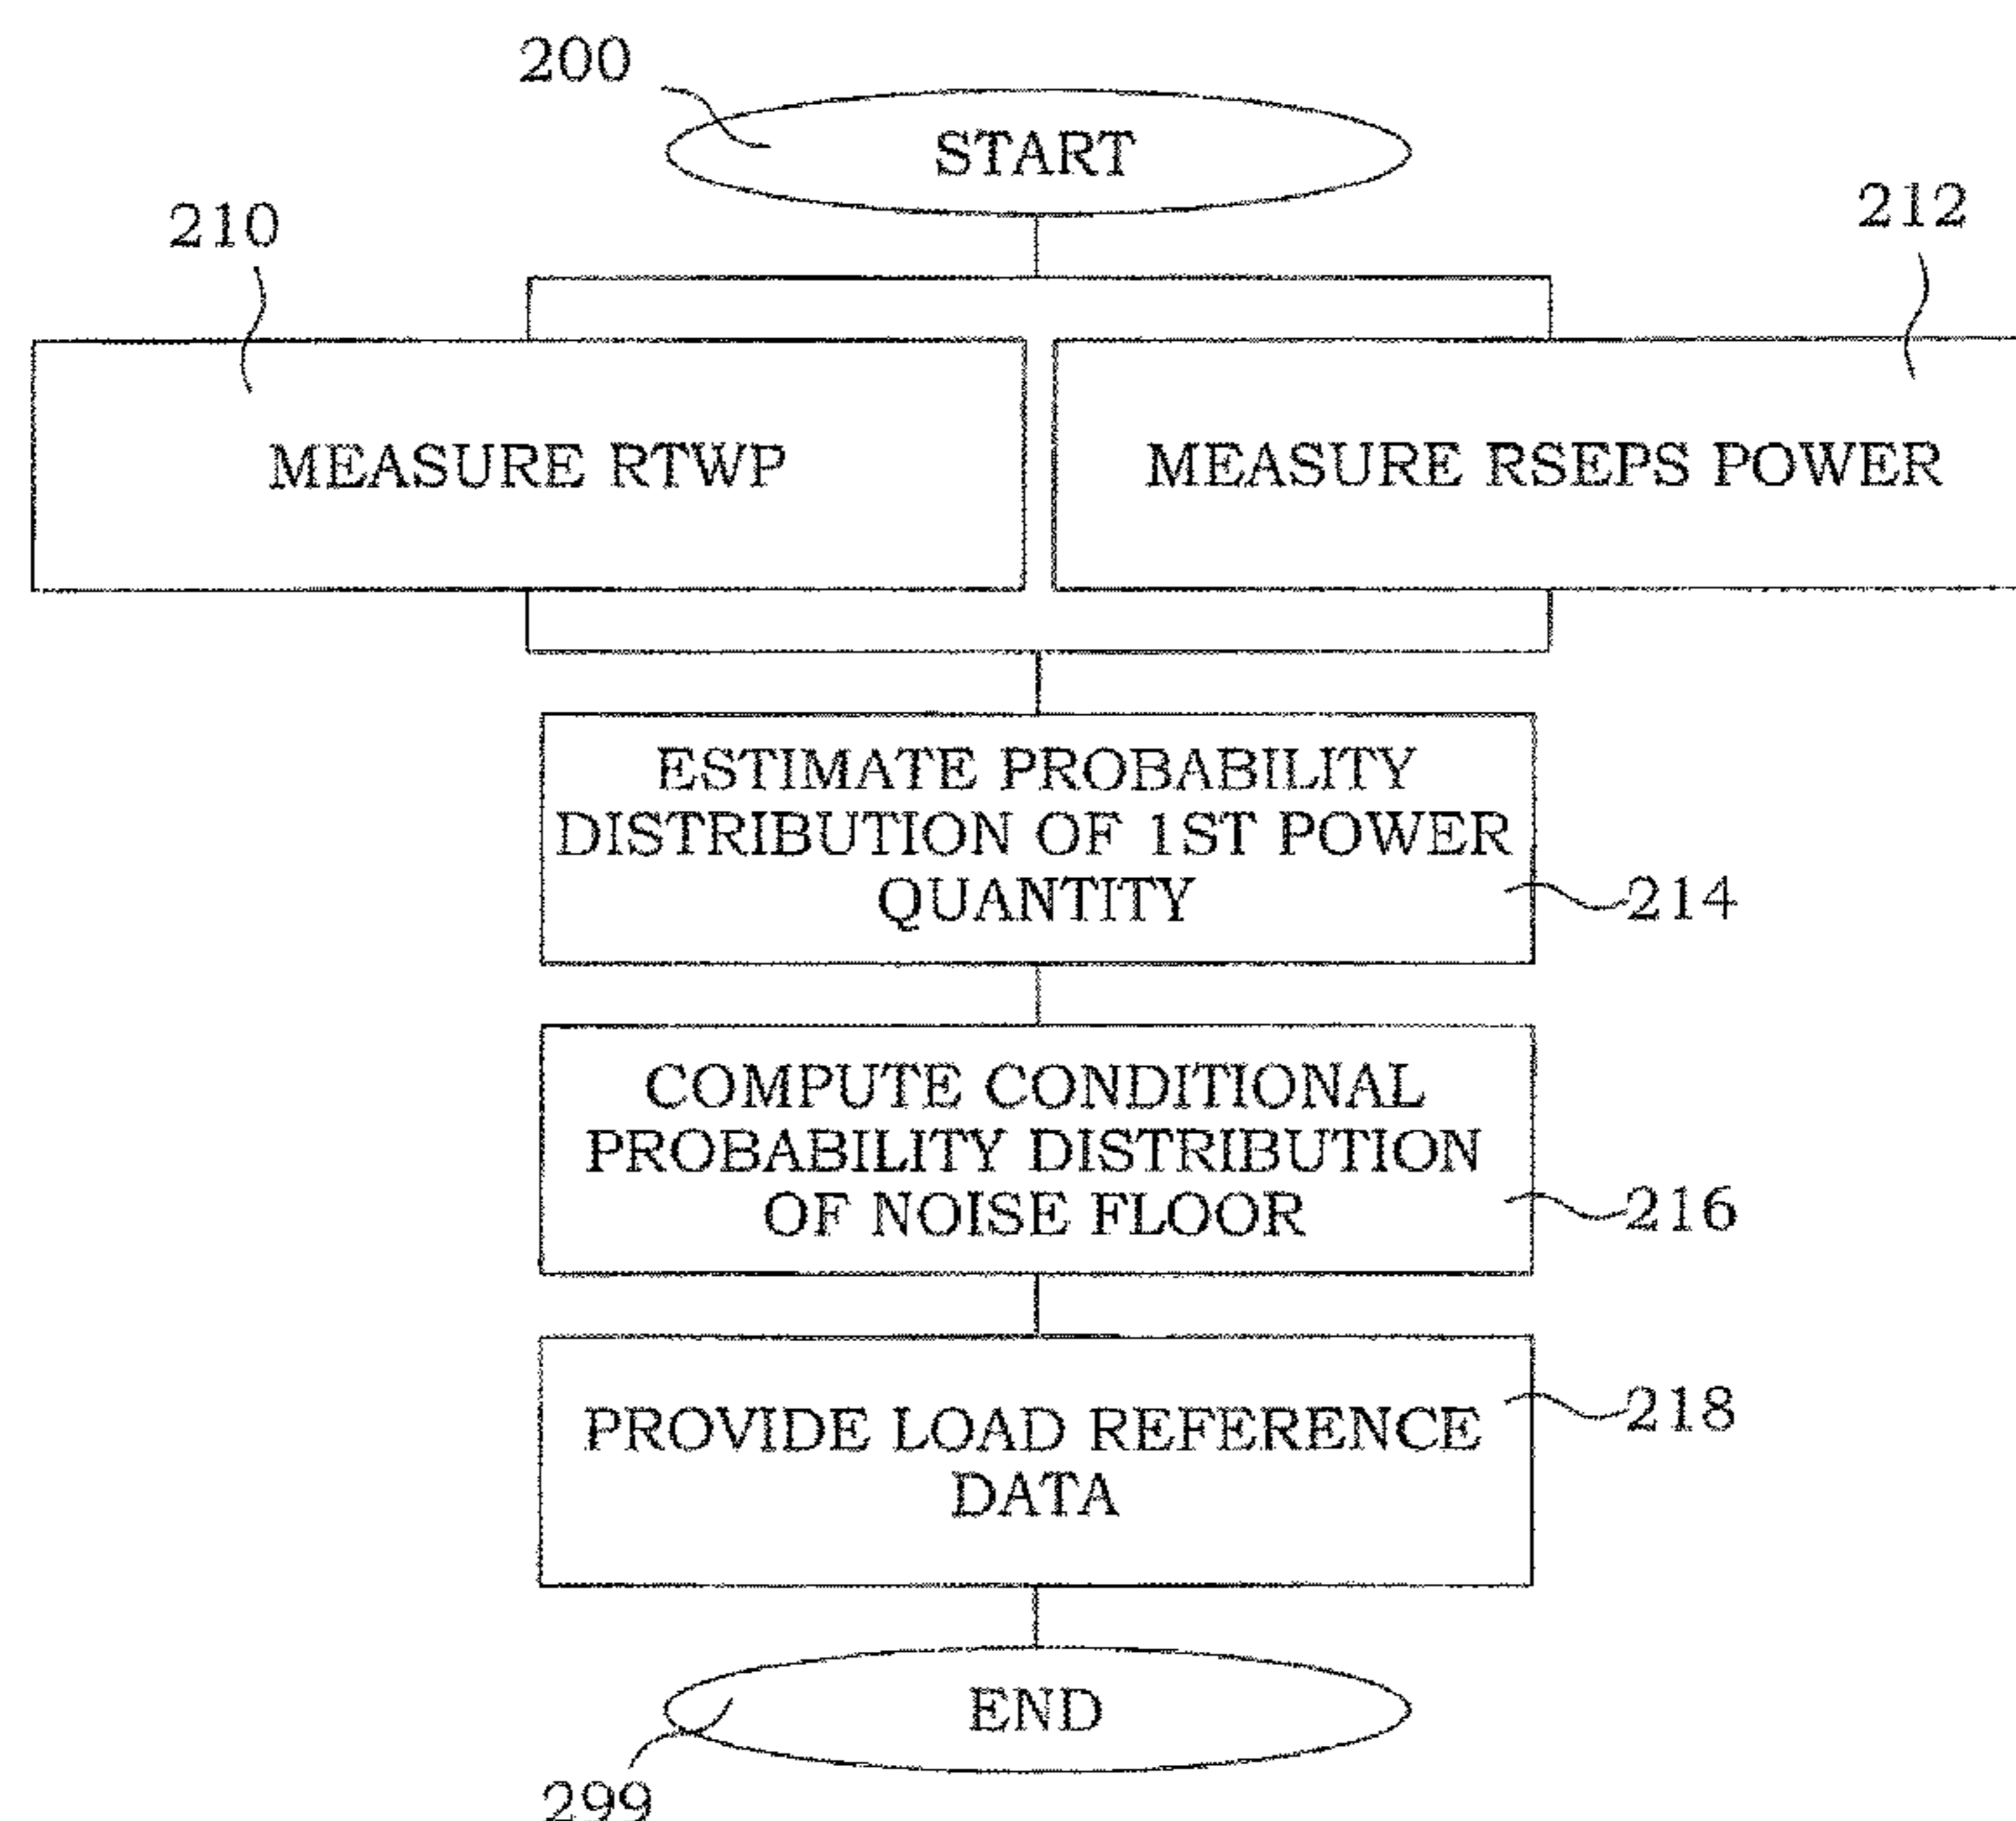 200
START
210
212
MEASURE RTWP
MEASURE RSEPS POWER
ESTIMATE PROBABILITY
DISTRIBUTION OF 1ST POWER
QUANTITY
214
COMPUTE CONDITIONAL
PROBABILITY DISTRIBUTION
OF NOISE FLOOR
216
PROVIDE LOAD REFERENCE
DATA
218
END
299